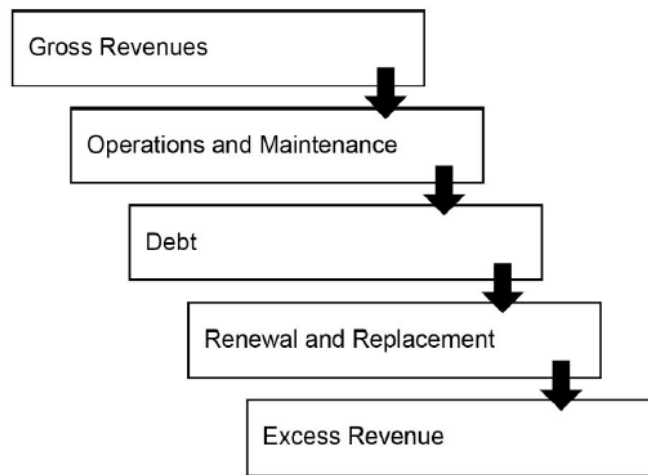 Gross Revenues
Operations and Maintenance
Debt
Renewal and Replacement
Excess Revenue